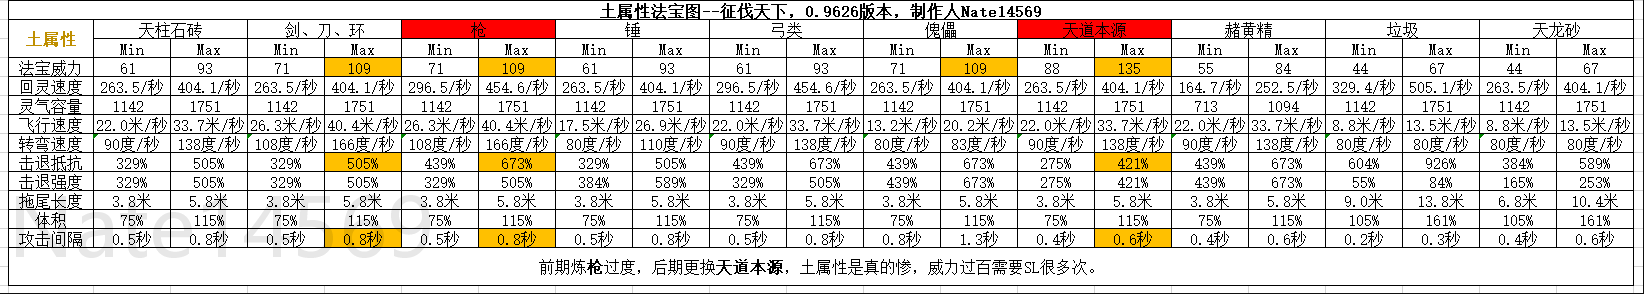 土属性法宝图--征伐天下，0.9626版本，制作人Nate14569
土属性 天柱石砖 剑、刀、环 枪 锤 弓类 傀儡 天道本源 赭黄精 垃圾 天龙砂
Min Max Min Max Min Max Min Max Min Max Min Max Min Max Min Max Min Max Min Max
法宝威力 61 93 71 109 71 109 61 93 61 93 71 109 88 135 55 84 44 67 44 67
回灵速度 263.5/秒 404.1/秒 263.5/秒 404.1/秒 296.5/秒 454.6/秒 263.5/秒 404.1/秒 296.5/秒 454.6/秒 263.5/秒 404.1/秒 263.5/秒 404.1/秒 164.7/秒 252.5/秒 329.4/秒 505.1/秒 263.5/秒 404.1/秒
灵气容量 1142 1751 1142 1751 1142 1751 1142 1751 1142 1751 1142 1751 1142 1751 713 1094 1142 1751 1142 1751
飞行速度 22.0米/秒 33.7米/秒 26.3米/秒 40.4米/秒 26.3米/秒 40.4米/秒 17.5米/秒 26.9米/秒 22.0米/秒 33.7米/秒 13.2米/秒 20.2米/秒 22.0米/秒 33.7米/秒 22.0米/秒 33.7米/秒 8.8米/秒 13.5米/秒 8.8米/秒 13.5米/秒
转弯速度 90度/秒 138度/秒 108度/秒 166度/秒 108度/秒 166度/秒 80度/秒 110度/秒 90度/秒 138度/秒 80度/秒 83度/秒 90度/秒 138度/秒 90度/秒 138度/秒 80度/秒 80度/秒 80度/秒 80度/秒
击退抵抗 329% 505% 329% 505% 439% 673% 329% 505% 439% 673% 439% 673% 275% 421% 439% 673% 604% 926% 384% 589%
击退强度 329% 505% 329% 505% 329% 505% 384% 589% 329% 505% 439% 673% 275% 421% 439% 673% 55% 84% 165% 253%
拖尾长度 3.8米 5.8米 3.8米 5.8米 3.8米 5.8米 3.8米 5.8米 3.8米 5.8米 3.8米 5.8米 3.8米 5.8米 3.8米 5.8米 9.0米 13.8米 6.8米 10.4米
体积 75% 115% 75% 115% 75% 115% 75% 115% 75% 115% 75% 115% 75% 115% 75% 115% 105% 161% 105% 161%
攻击间隔 0.5秒 0.8秒 0.5秒 0.8秒 0.5秒 0.8秒 0.5秒 0.8秒 0.5秒 0.8秒 0.8秒 1.3秒 0.4秒 0.6秒 0.4秒 0.6秒 0.2秒 0.3秒 0.4秒 0.6秒
前期炼枪过度，后期更换天道本源，土属性是真的惨，威力过百需要SL很多次。
Nate14569